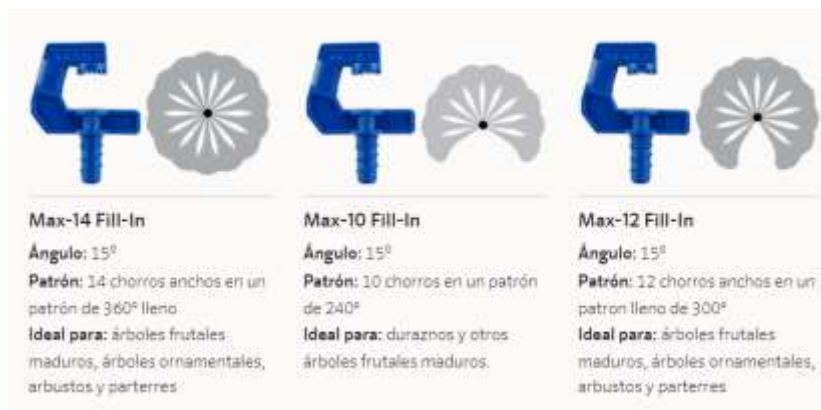 Max-14 Fill-In
Ángulo: 15º
Patrón: 14 chorros anchos en un
patrón de 360º lleno
Ideal para: árboles frutales
maduros, árboles ornamentales,
arbustos y parterres
Max-10 Fill-In
Ángulo: 15º
Patrón: 10 chorros en un patrón
de 240º
Ideal para: duraznos y otros
árboles frutales maduros.
Max-12 Fill-In
Ángulo: 15º
Patrón: 12 chorros anchos en un
patron lleno de 300º
Ideal para: árboles frutales
maduros, árboles ornamentales,
arbustos y parterres